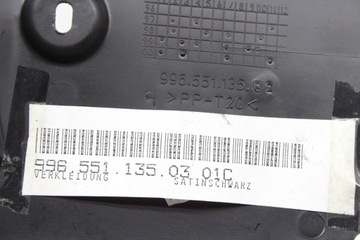 996.551.135.02
>PP-T20<
996.551.135.03 01C
VERKLEIDUNG SATINSCHWARZ